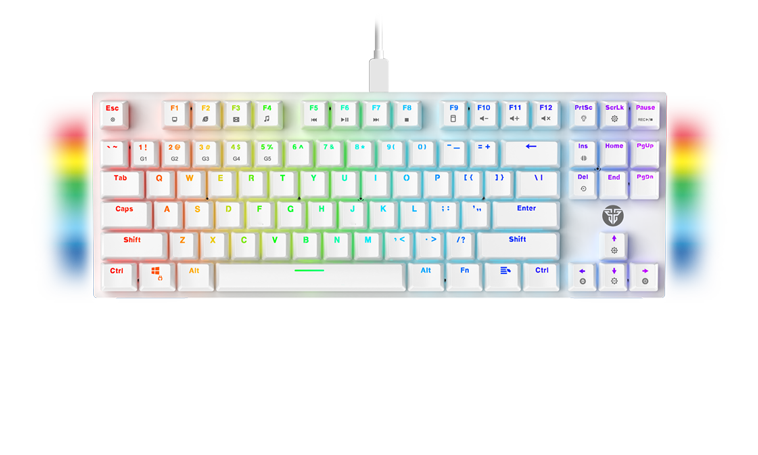 Esc F1 F2 F3 F4 F5 F6 F7 F8 F9 F10 F11 F12 PrtSc ScrLk Pause
~ ` 1 ! 2 @ 3 # 4 $ 5 % 6 ^ 7 & 8 * 9 ( 0 ) - _ = + ← Ins Home PgUp
G1 G2 G3 G4 G5
Tab Q W E R T Y U I O P [ { ] } \ | Del End PgDn
Caps A S D F G H J K L ; : ' " Enter
Shift Z X C V B N M , < . > / ? Shift ↑
Ctrl Alt Alt Fn Ctrl ← ↓ →